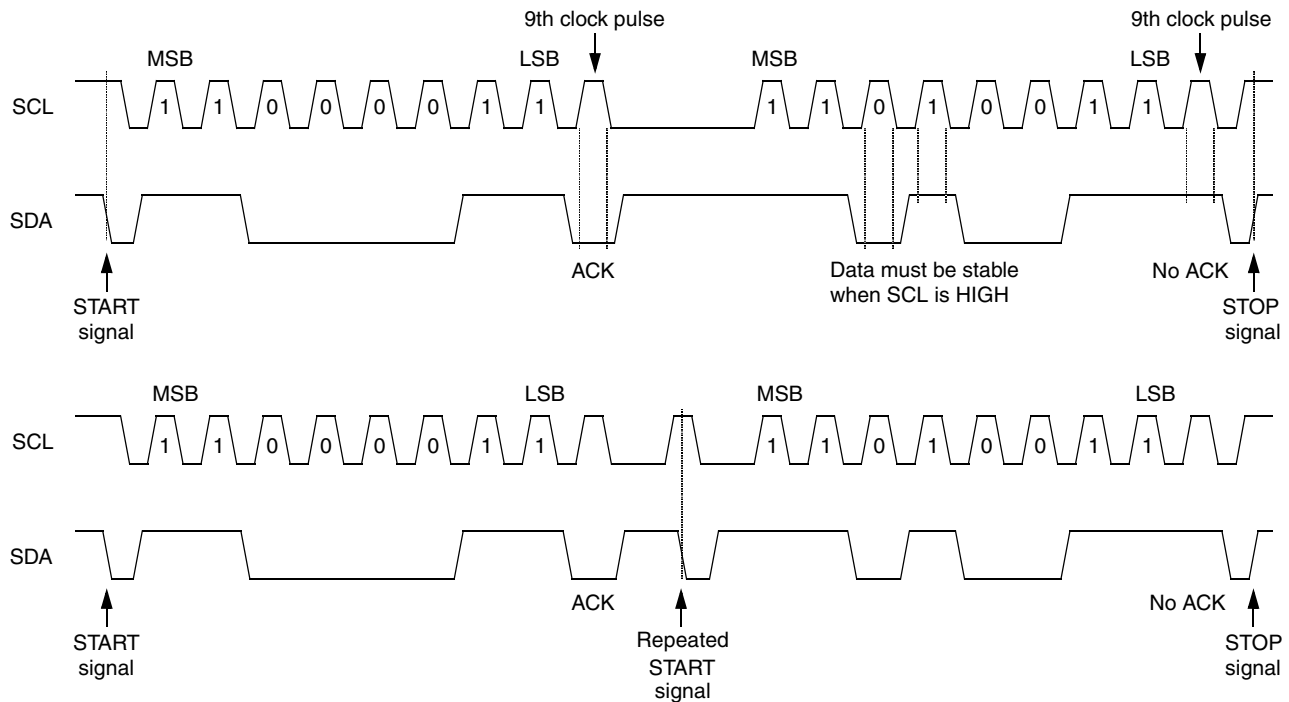 9th clock pulse 9th clock pulse
MSB LSB MSB LSB
SCL 1 1 0 0 0 0 1 1 1 1 0 1 0 0 1 1
SDA
ACK Data must be stable No ACK
when SCL is HIGH
START STOP
signal signal
MSB LSB MSB LSB
SCL 1 1 0 0 0 0 1 1 1 1 0 1 0 0 1 1
SDA
ACK No ACK
START Repeated STOP
signal START signal
signal